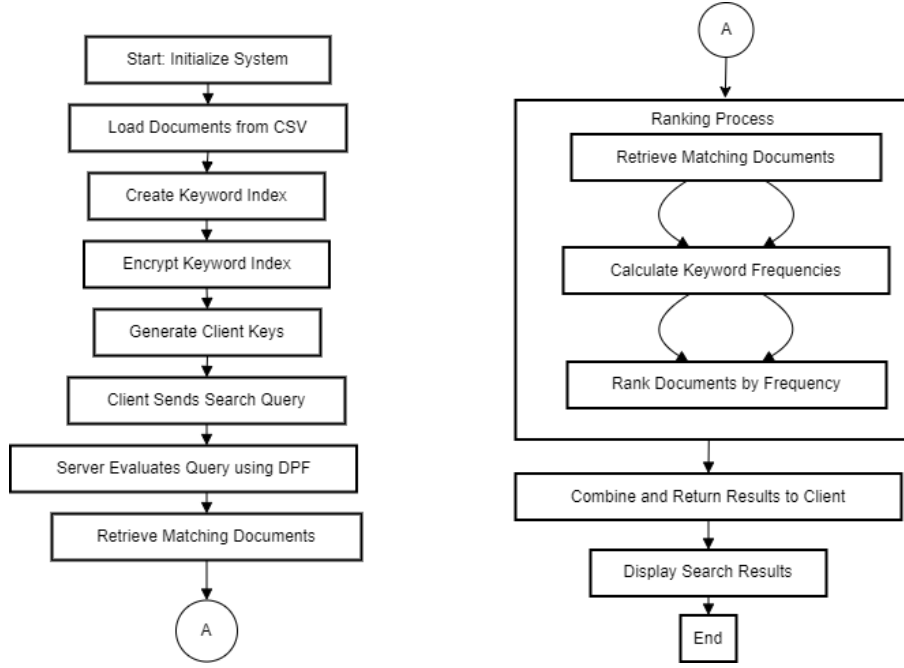 Start: Initialize System
Load Documents from CSV
Create Keyword Index
Encrypt Keyword Index
Generate Client Keys
Client Sends Search Query
Server Evaluates Query using DPF
Retrieve Matching Documents
A
A
Ranking Process
Retrieve Matching Documents
Calculate Keyword Frequencies
Rank Documents by Frequency
Combine and Return Results to Client
Display Search Results
End